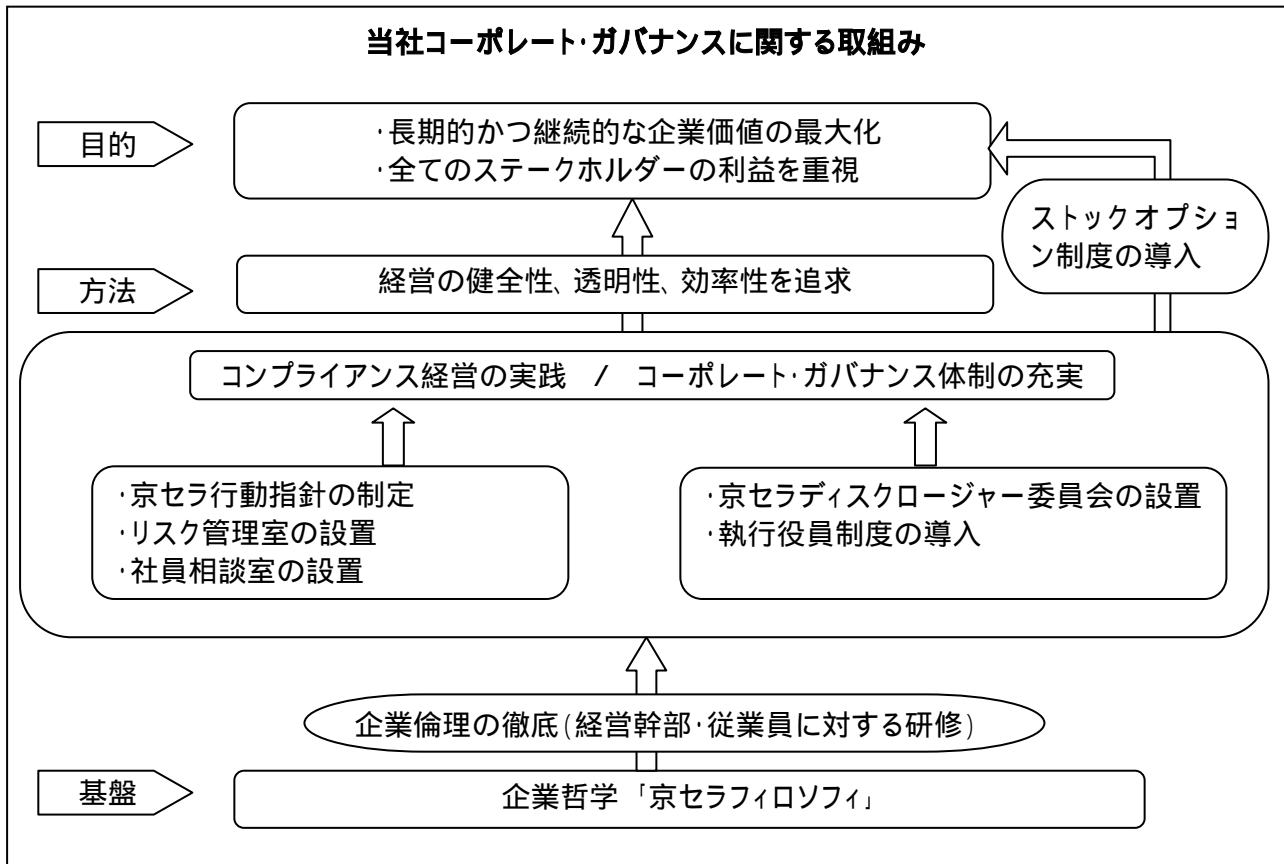 当社コーポレート・ガバナンスに関する取組み
目的
・長期的かつ継続的な企業価値の最大化
・全てのステークホルダーの利益を重視
ストックオプショ
ン制度の導入
方法
経営の健全性、透明性、効率性を追求
コンプライアンス経営の実践 / コーポレート・ガバナンス体制の充実
・京セラ行動指針の制定
・リスク管理室の設置
・社員相談室の設置
・京セラディスクロージャー委員会の設置
・執行役員制度の導入
企業倫理の徹底(経営幹部・従業員に対する研修)
基盤
企業哲学 「京セラフィロソフィ」